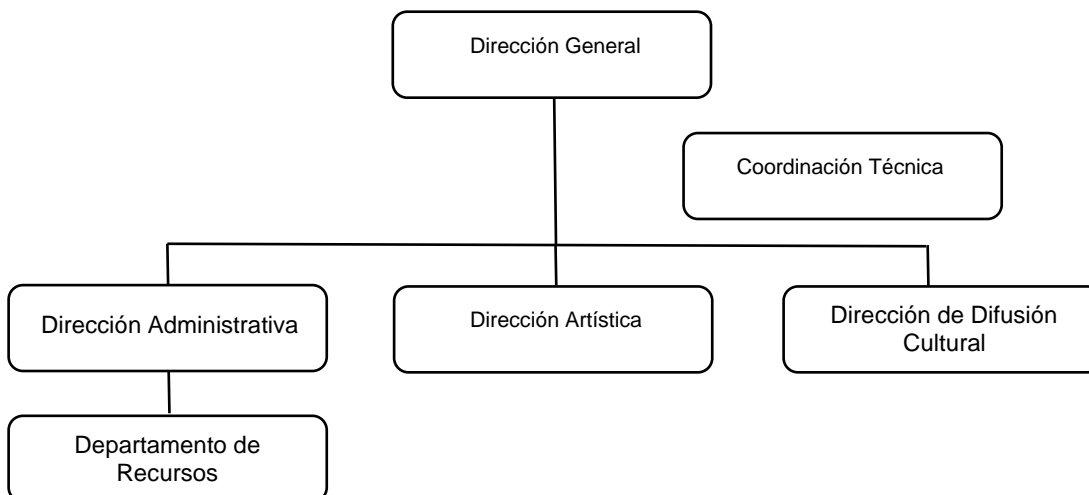 Dirección General
Coordinación Técnica
Dirección Administrativa
Dirección Artística
Dirección de Difusión
Cultural
Departamento de
Recursos